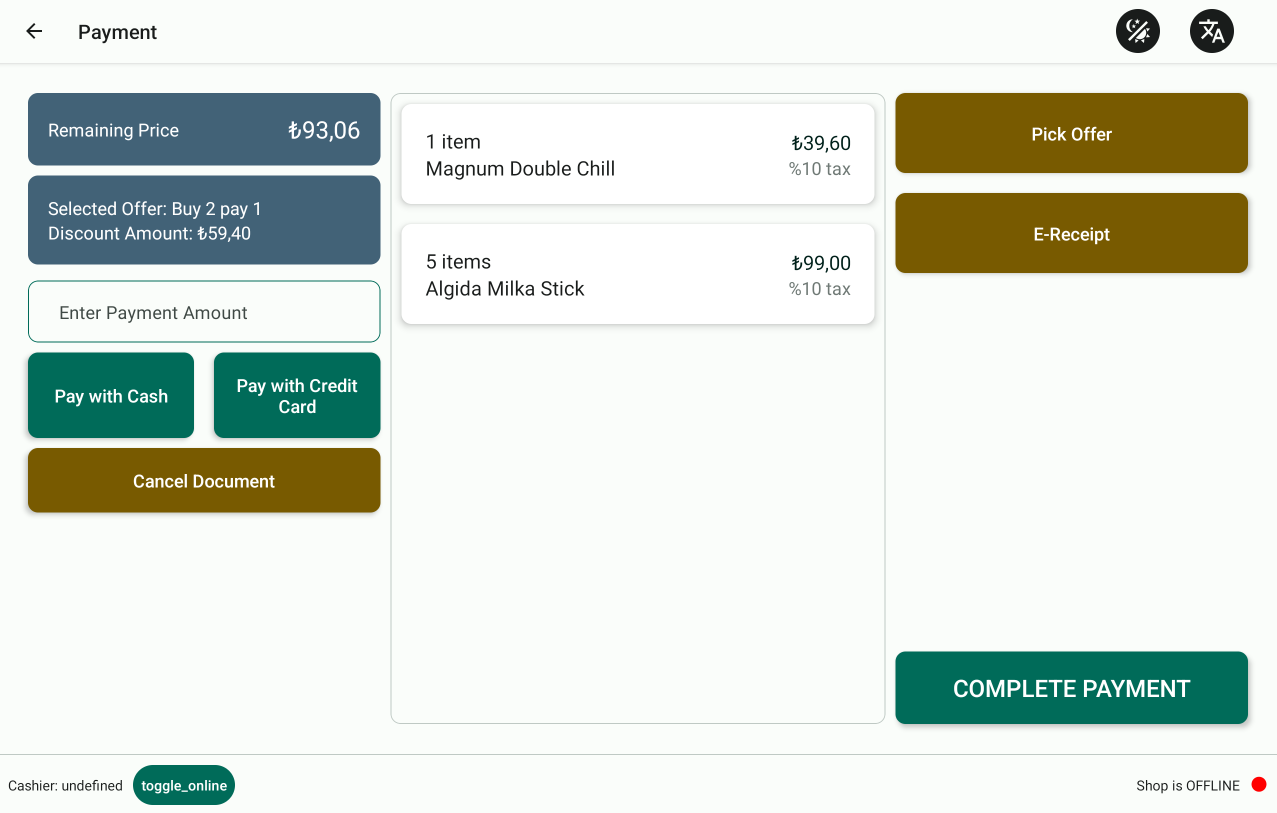 Payment
Remaining Price ₺93,06
Selected Offer: Buy 2 pay 1
Discount Amount: ₺59,40
Enter Payment Amount
Pay with Cash
Pay with Credit
Card
Cancel Document
1 item
₺39,60
Magnum Double Chill
%10 tax
5 items
₺99,00
Algida Milka Stick
%10 tax
Pick Offer
E-Receipt
COMPLETE PAYMENT
Cashier: undefined
toggle_online
Shop is OFFLINE